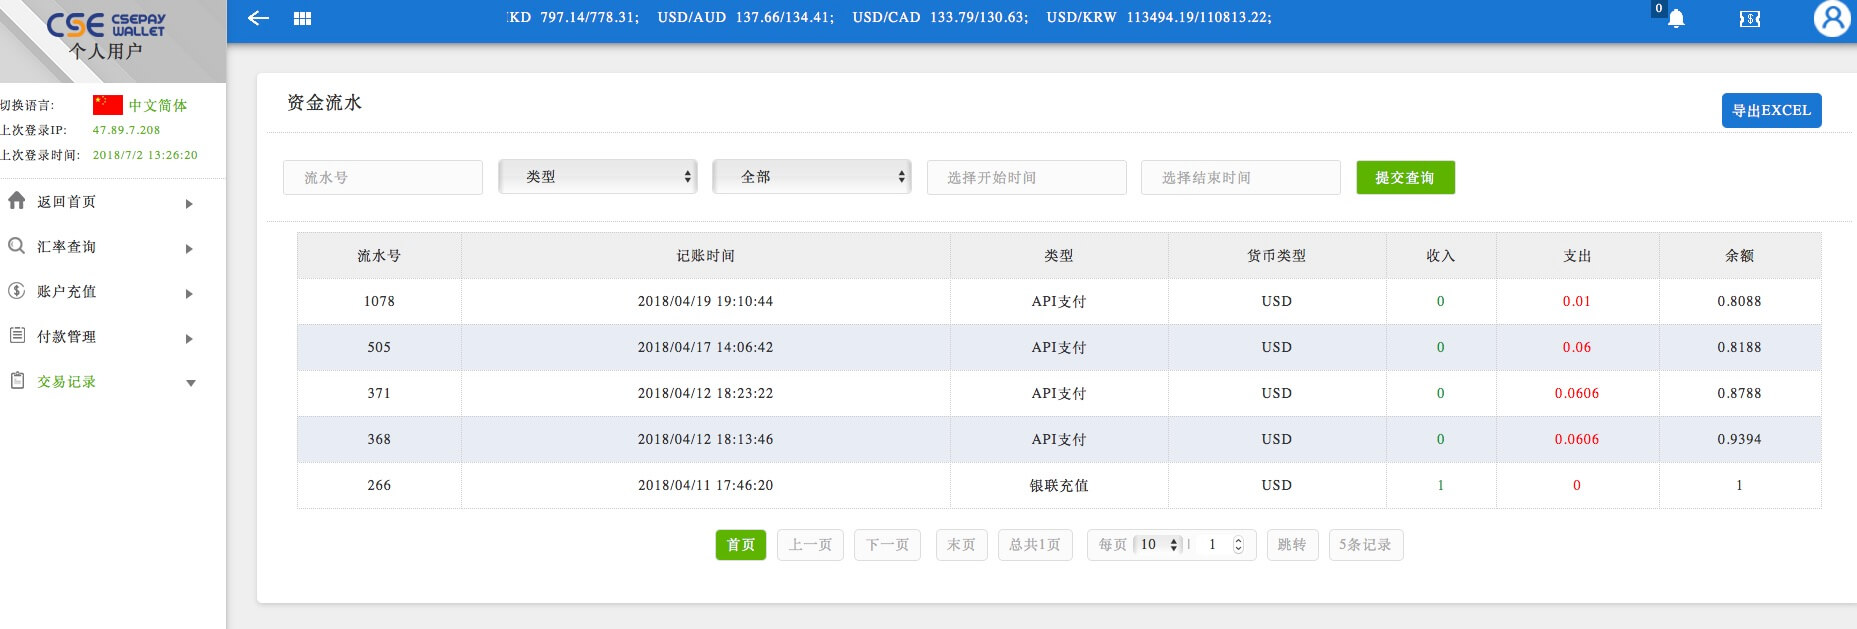 CSE CSEPAY WALLET
个人用户
KD 797.14/778.31; USD/AUD 137.66/134.41; USD/CAD 133.79/130.63; USD/KRW 113494.19/110813.22;
0
切换语言: 中文简体
上次登录IP: 47.89.7.208
上次登录时间: 2018/7/2 13:26:20
返回首页
汇率查询
账户充值
付款管理
交易记录
资金流水
导出EXCEL
流水号 类型 全部 选择开始时间 选择结束时间 提交查询
流水号 记账时间 类型 货币类型 收入 支出 余额
1078 2018/04/19 19:10:44 API支付 USD 0 0.01 0.8088
505 2018/04/17 14:06:42 API支付 USD 0 0.06 0.8188
371 2018/04/12 18:23:22 API支付 USD 0 0.0606 0.8788
368 2018/04/12 18:13:46 API支付 USD 0 0.0606 0.9394
266 2018/04/11 17:46:20 银联充值 USD 1 0 1
首页 上一页 下一页 末页 总共1页 每页 10 | 1 跳转 5条记录